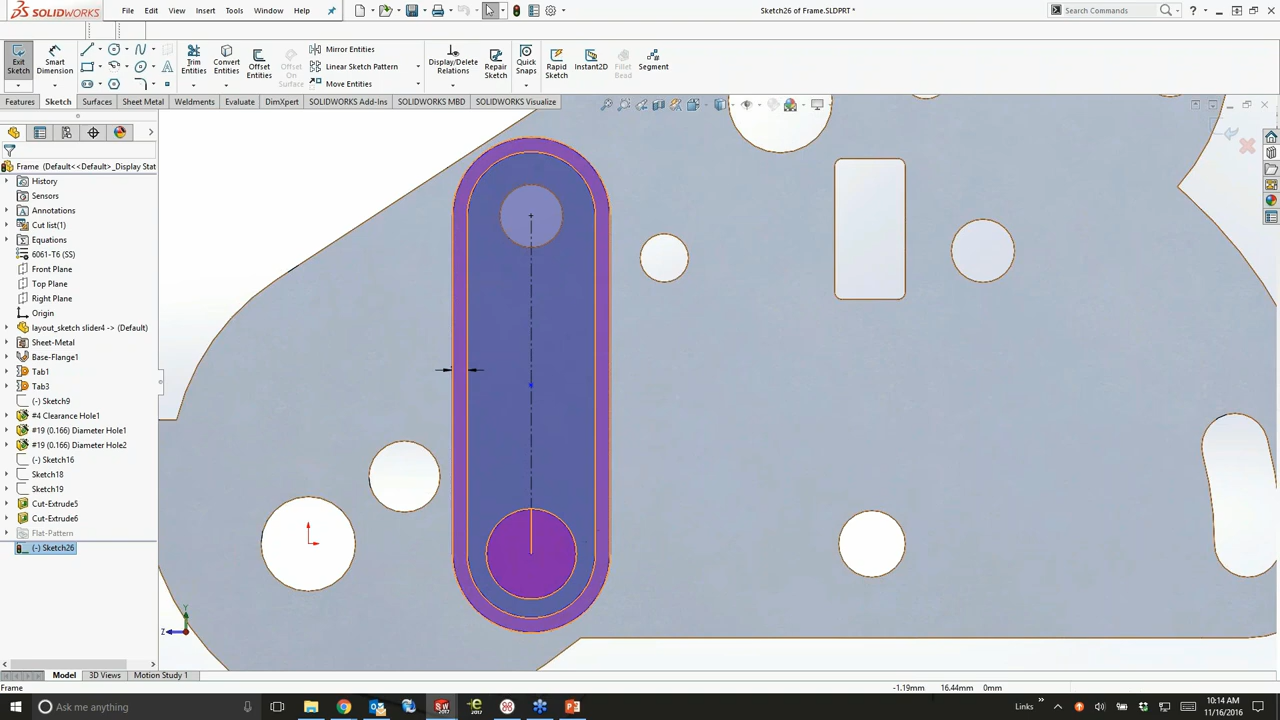 SOLIDWORKS
File Edit View Insert Tools Window Help
Sketch26 of Frame.SLDPRT *
Search Commands
Exit Sketch
Smart Dimension
Trim Entities
Convert Entities
Offset Entities
Offset On Surface
Mirror Entities
Linear Sketch Pattern
Move Entities
Display/Delete Relations
Repair Sketch
Quick Snaps
Rapid Sketch
Instant2D
Fillet Bead
Segment
Features Sketch Surfaces Sheet Metal Weldments Evaluate DimXpert SOLIDWORKS Add-Ins SOLIDWORKS MBD SOLIDWORKS Visualize
Frame (Default<<Default>_Display Stat
History
Sensors
Annotations
Cut list(1)
Equations
6061-T6 (SS)
Front Plane
Top Plane
Right Plane
Origin
layout_sketch slider4 -> (Default)
Sheet-Metal
Base-Flange1
Tab1
Tab3
(-) Sketch9
#4 Clearance Hole1
#19 (0.166) Diameter Hole1
#19 (0.166) Diameter Hole2
(-) Sketch16
Sketch18
Sketch19
Cut-Extrude5
Cut-Extrude6
Flat-Pattern
(-) Sketch26
Y
Z
Model 3D Views Motion Study 1
Frame
-1.19mm 16.44mm 0mm
Ask me anything
Links
10:14 AM
11/16/2016